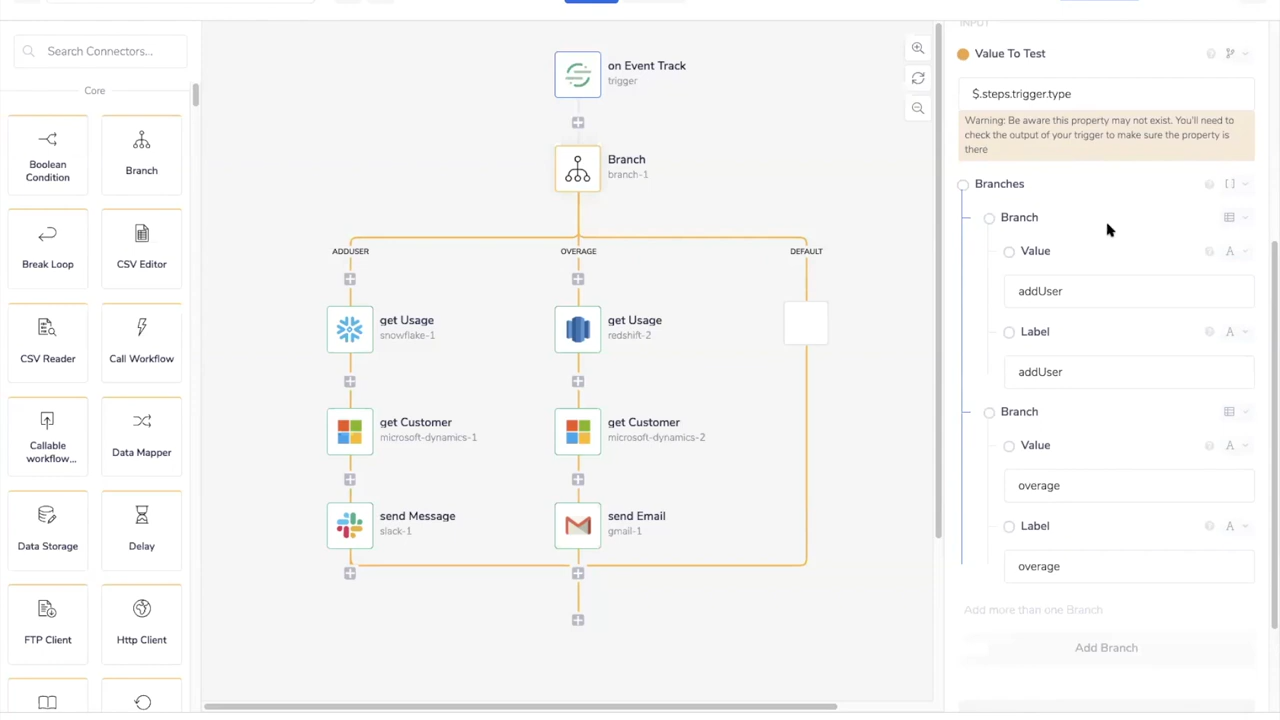 Search Connectors...
Core
Boolean
Condition
Branch
Break Loop
CSV Editor
CSV Reader
Call Workflow
Callable
workflow...
Data Mapper
Data Storage
Delay
FTP Client
Http Client
on Event Track
trigger
Branch
branch-1
ADDUSER
OVERAGE
DEFAULT
get Usage
snowflake-1
get Usage
redshift-2
get Customer
microsoft-dynamics-1
get Customer
microsoft-dynamics-2
send Message
slack-1
send Email
gmail-1
INPUT
Value To Test
$.steps.trigger.type
Warning: Be aware this property may not exist. You'll need to
check the output of your trigger to make sure the property is
there
Branches
Branch
Value
A
addUser
Label
A
addUser
Branch
Value
A
overage
Label
A
overage
Add more than one Branch
Add Branch